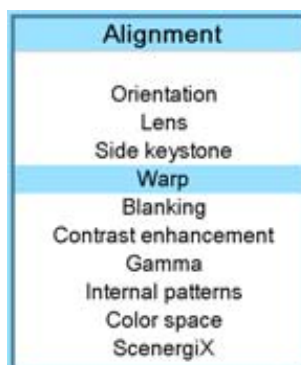 Alignment
Orientation
Lens
Side keystone
Warp
Blanking
Contrast enhancement
Gamma
Internal patterns
Color space
ScenergiX